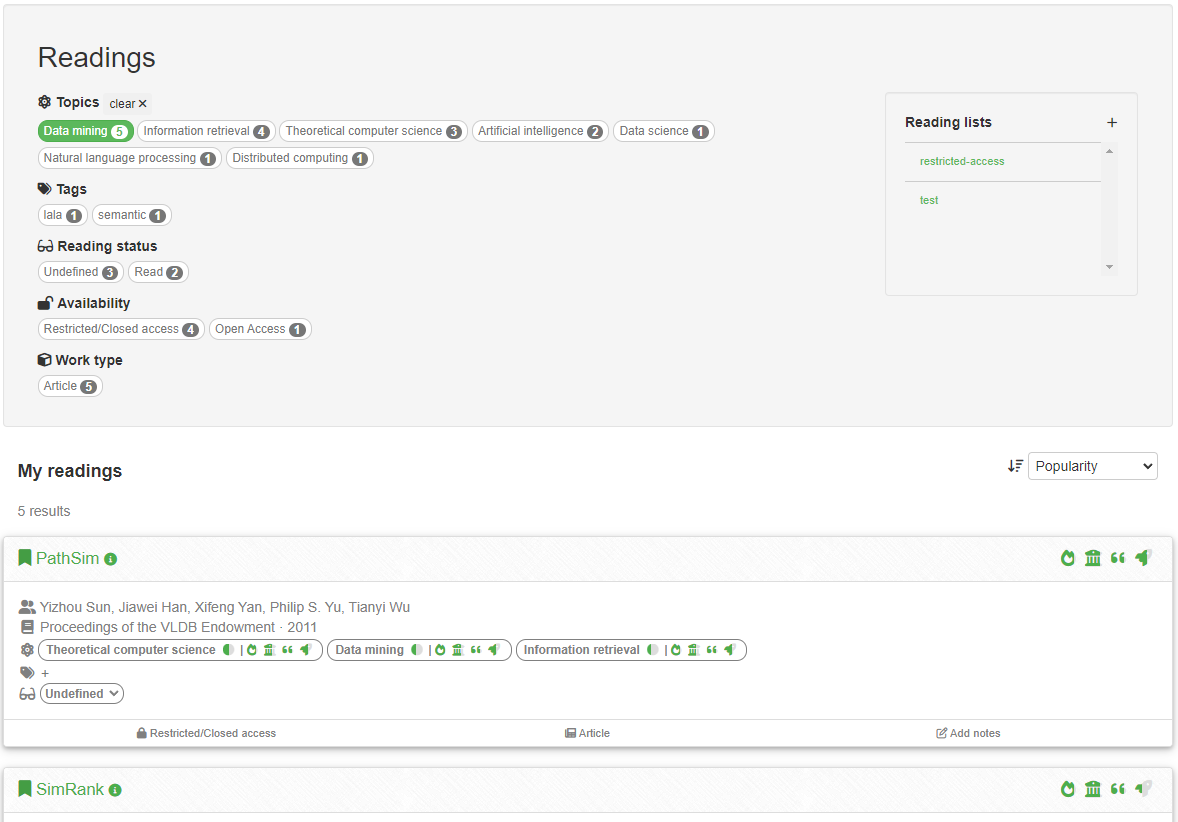 Readings
Topics clear ×
Data mining 5 Information retrieval 4 Theoretical computer science 3 Artificial intelligence 2 Data science 1
Natural language processing 1 Distributed computing 1
Tags
lala 1 semantic 1
Reading status
Undefined 3 Read 2
Availability
Restricted/Closed access 4 Open Access 1
Work type
Article 5
Reading lists +
restricted-access
test
My readings
Popularity
5 results
PathSim
Yizhou Sun, Jiawei Han, Xifeng Yan, Philip S. Yu, Tianyi Wu
Proceedings of the VLDB Endowment · 2011
Theoretical computer science | Data mining | Information retrieval |
+
Undefined
Restricted/Closed access Article Add notes
SimRank